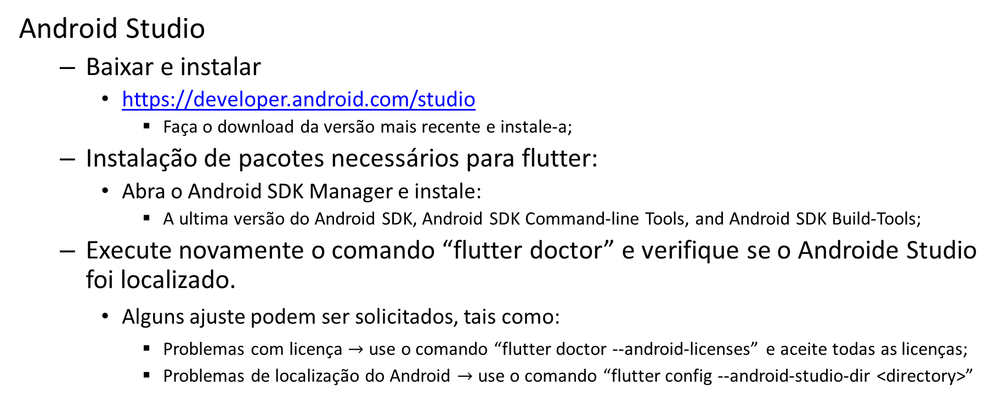 Android Studio
– Baixar e instalar
• https://developer.android.com/studio
▪ Faça o download da versão mais recente e instale-a;
– Instalação de pacotes necessários para flutter:
• Abra o Android SDK Manager e instale:
▪ A ultima versão do Android SDK, Android SDK Command-line Tools, and Android SDK Build-Tools;
– Execute novamente o comando “flutter doctor” e verifique se o Androide Studio
foi localizado.
• Alguns ajuste podem ser solicitados, tais como:
▪ Problemas com licença → use o comando “flutter doctor --android-licenses” e aceite todas as licenças;
▪ Problemas de localização do Android → use o comando “flutter config --android-studio-dir <directory>”